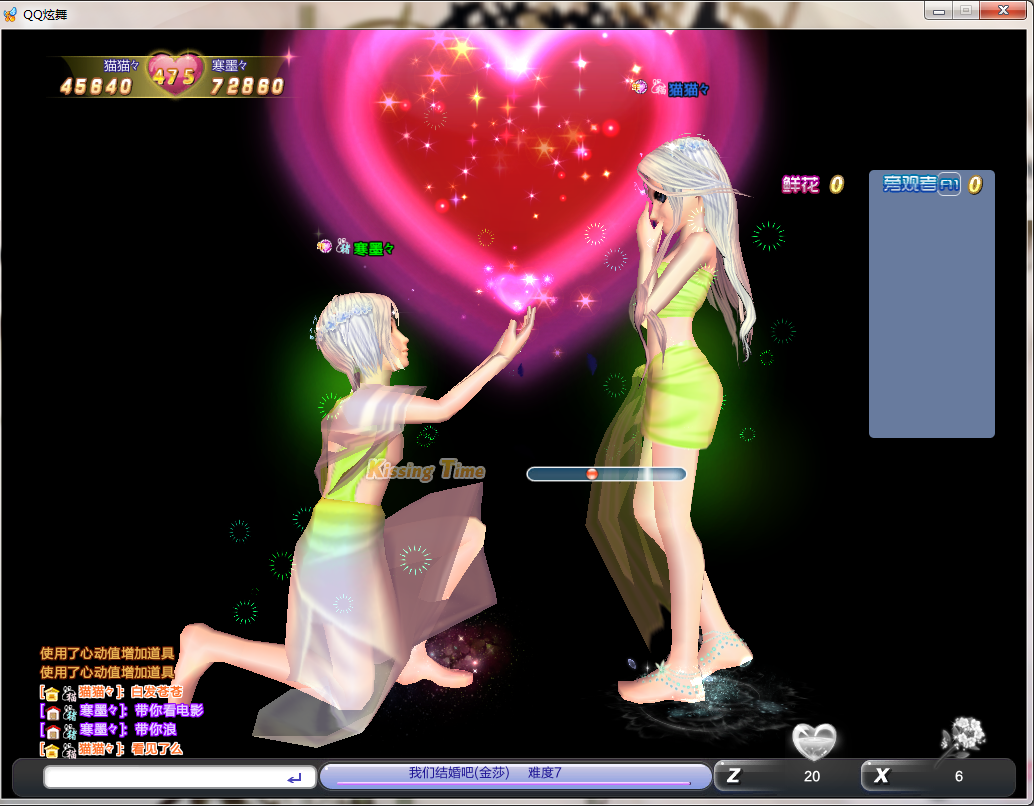 QQ炫舞
猫猫々 寒墨々
45840 475 72880
猫猫々
鲜花 0
旁观者 A1 0
寒墨々
Kissing Time
使用了心动值增加道具
使用了心动值增加道具
[猫猫々]: 白发苍苍
[寒墨々]: 带你看电影
[寒墨々]: 带你浪
[猫猫々]: 看见了么
我们结婚吧(金莎) 难度7
Z 20
X 6